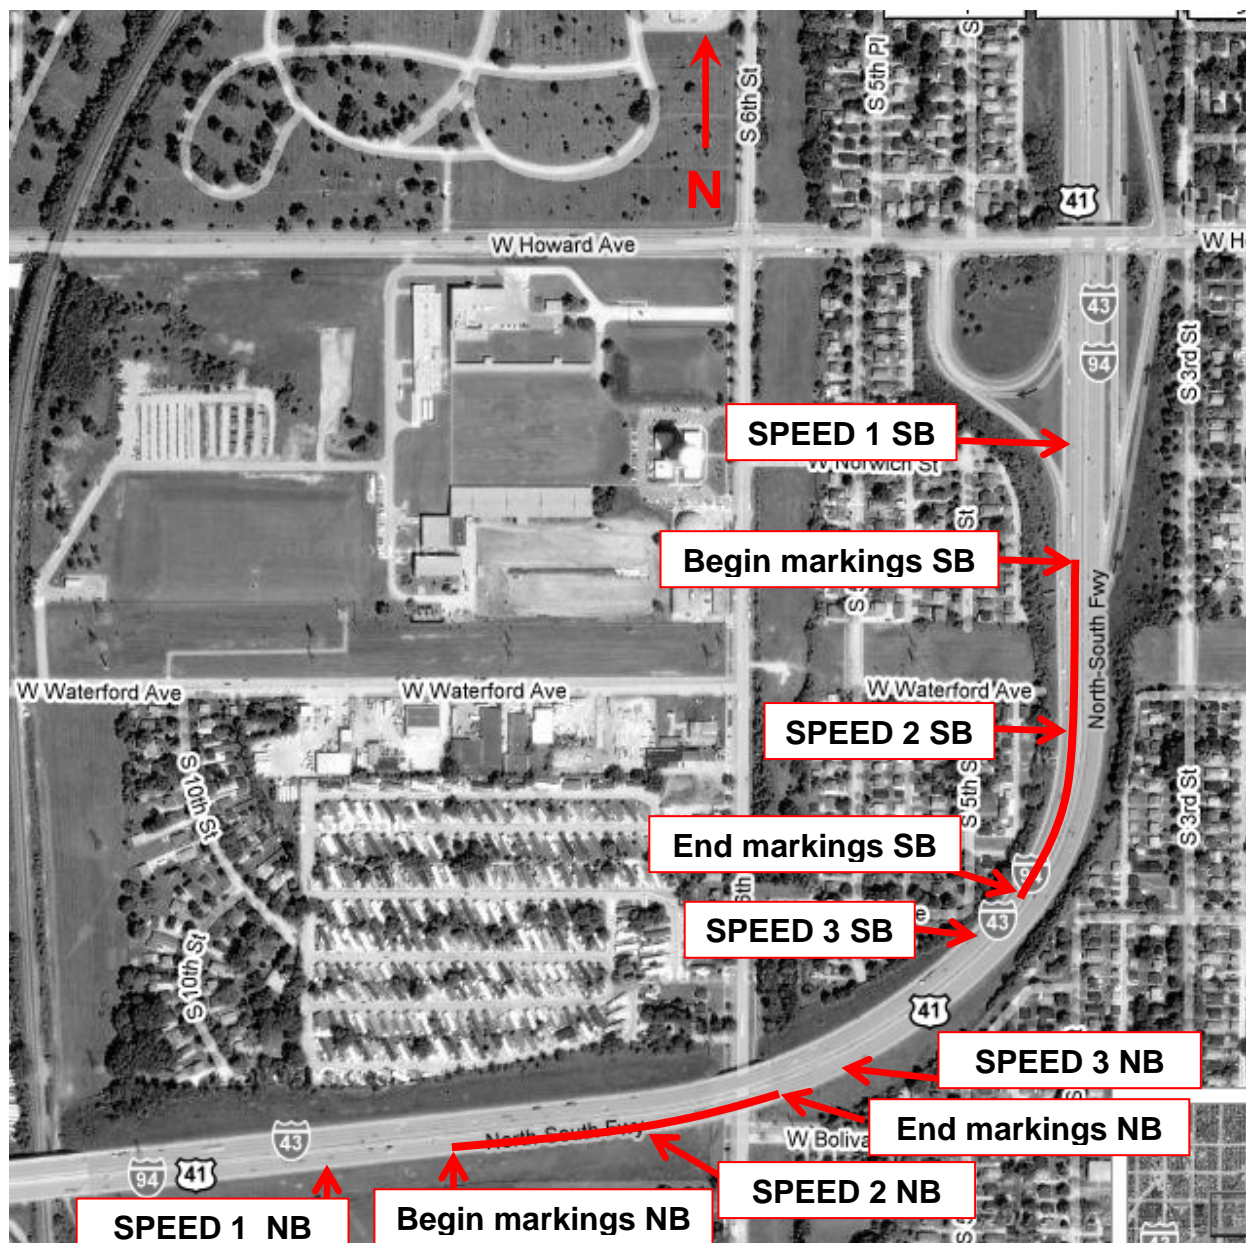 S 5th Pl
S
S 6th St
N
41
W Howard Ave
W H
43
94
S 3rd St
SPEED 1 SB
W Norwich St
St
Begin markings SB
S
North-South Fwy
W Waterford Ave
W Waterford Ave
W Waterford Ave
SPEED 2 SB
S 10th St
S 5th S
S 3rd St
End markings SB
6th
9
43
e
SPEED 3 SB
S 10th St
41
SPEED 3 NB
S
End markings NB
North-South Fwy
W Boliva
43
94
41
SPEED 2 NB
SPEED 1 NB
Begin markings NB
S
43